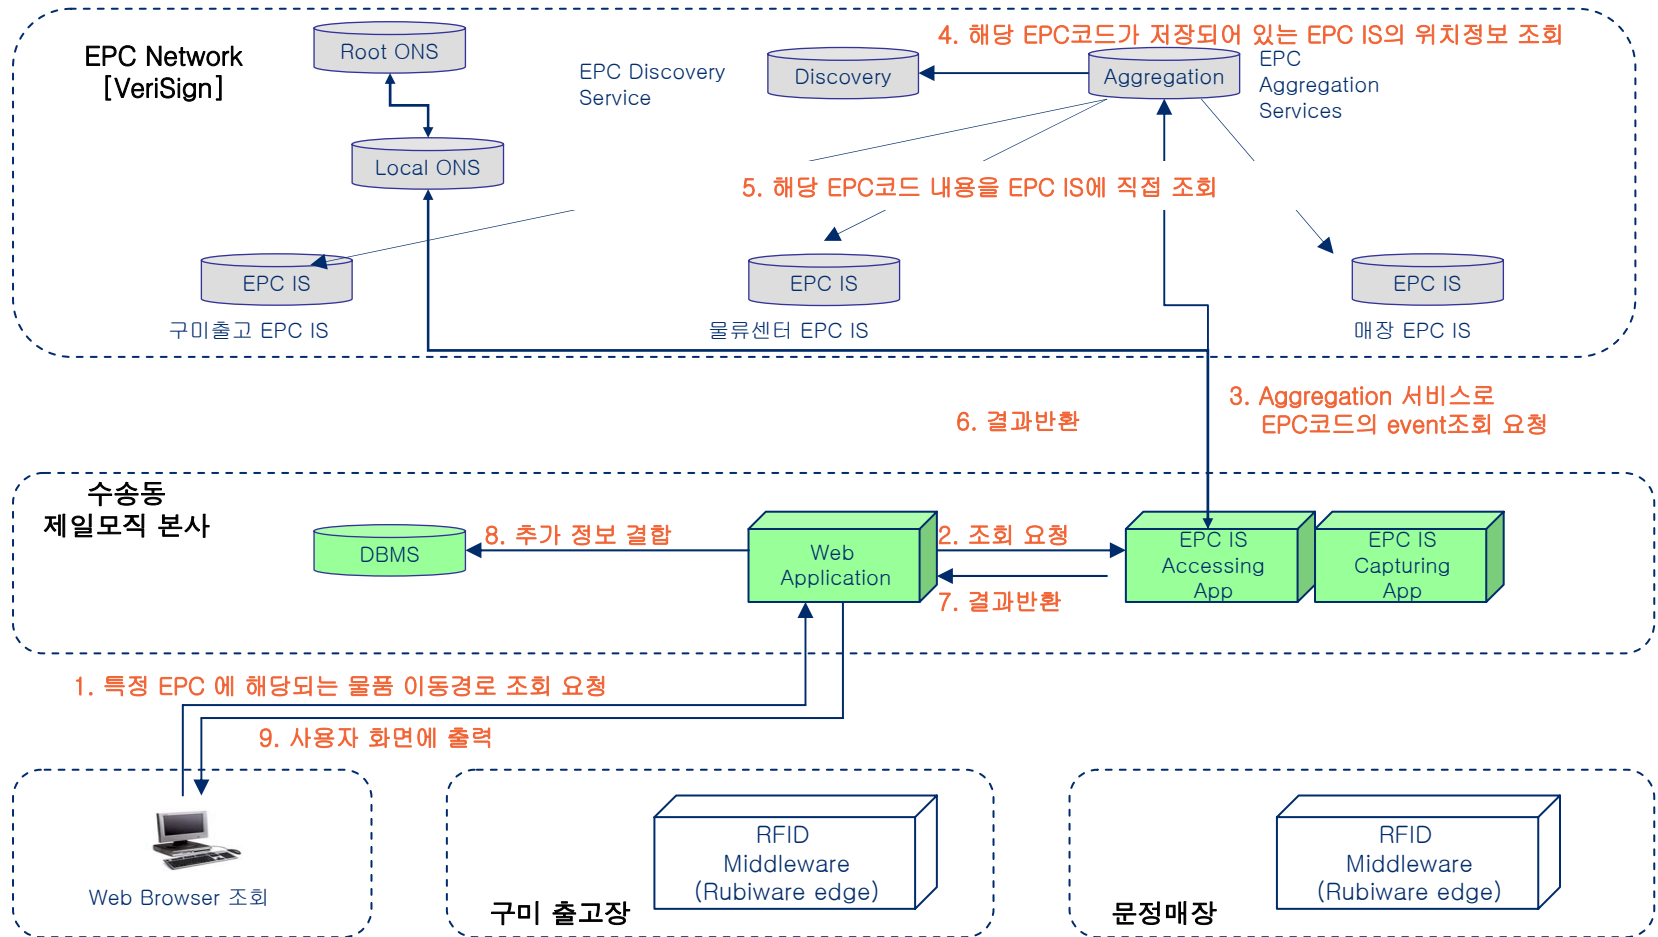 EPC Network
[VeriSign]
Root ONS
Local ONS
EPC Discovery
Service
Discovery
4. 해당 EPC코드가 저장되어 있는 EPC IS의 위치정보 조회
Aggregation
EPC
Aggregation
Services
5. 해당 EPC코드 내용을 EPC IS에 직접 조회
EPC IS
구미출고 EPC IS
EPC IS
물류센터 EPC IS
EPC IS
매장 EPC IS
3. Aggregation 서비스로
EPC코드의 event조회 요청
6. 결과반환
수송동
제일모직 본사
DBMS
8. 추가 정보 결합
Web
Application
2. 조회 요청
7. 결과반환
EPC IS
Accessing
App
EPC IS
Capturing
App
1. 특정 EPC 에 해당되는 물품 이동경로 조회 요청
9. 사용자 화면에 출력
Web Browser 조회
RFID
Middleware
(Rubiware edge)
구미 출고장
RFID
Middleware
(Rubiware edge)
문정매장